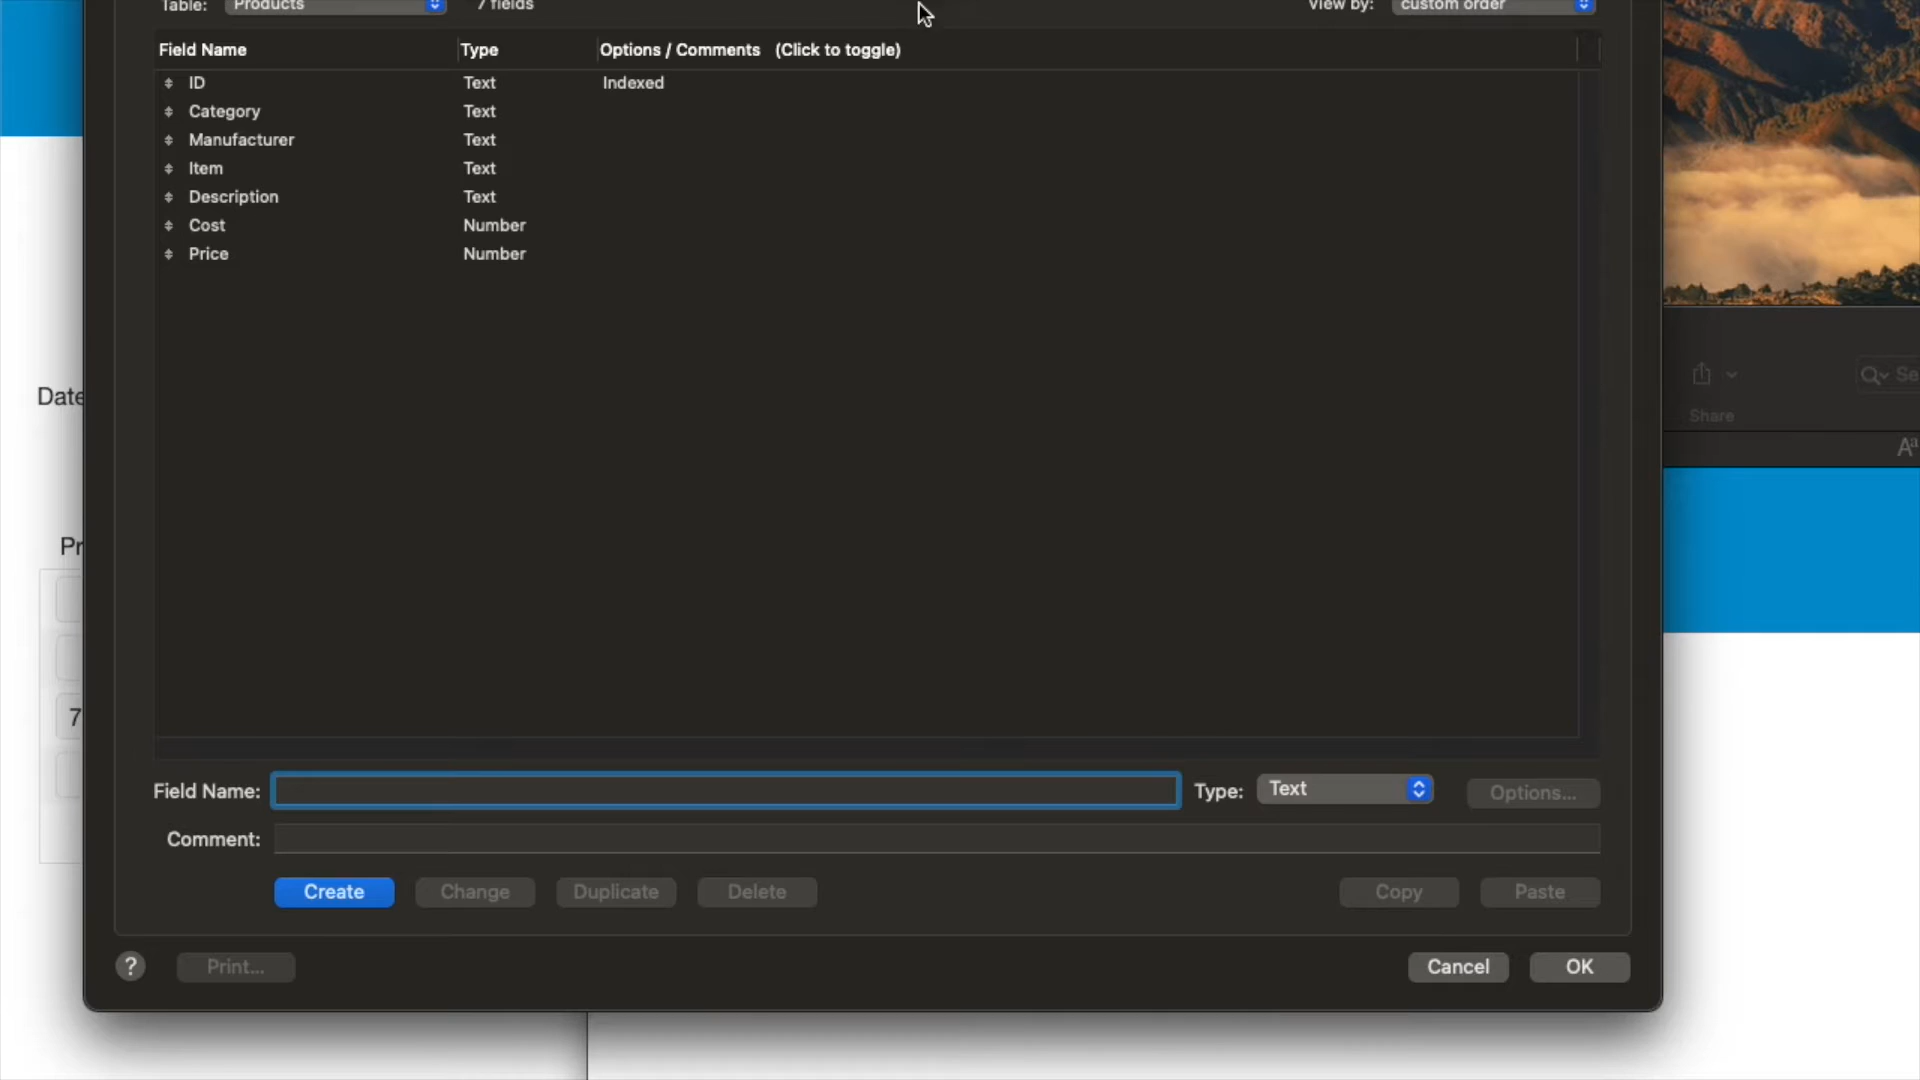 Table: Products 7 fields View by: custom order
Field Name Type Options / Comments (Click to toggle)
ID Text Indexed
Category Text
Manufacturer Text
Item Text
Description Text
Cost Number
Price Number
Date
Share
Se
Aa
Pr
7
Field Name: Type: Text Options...
Comment:
Create Change Duplicate Delete Copy Paste
? Print... Cancel OK